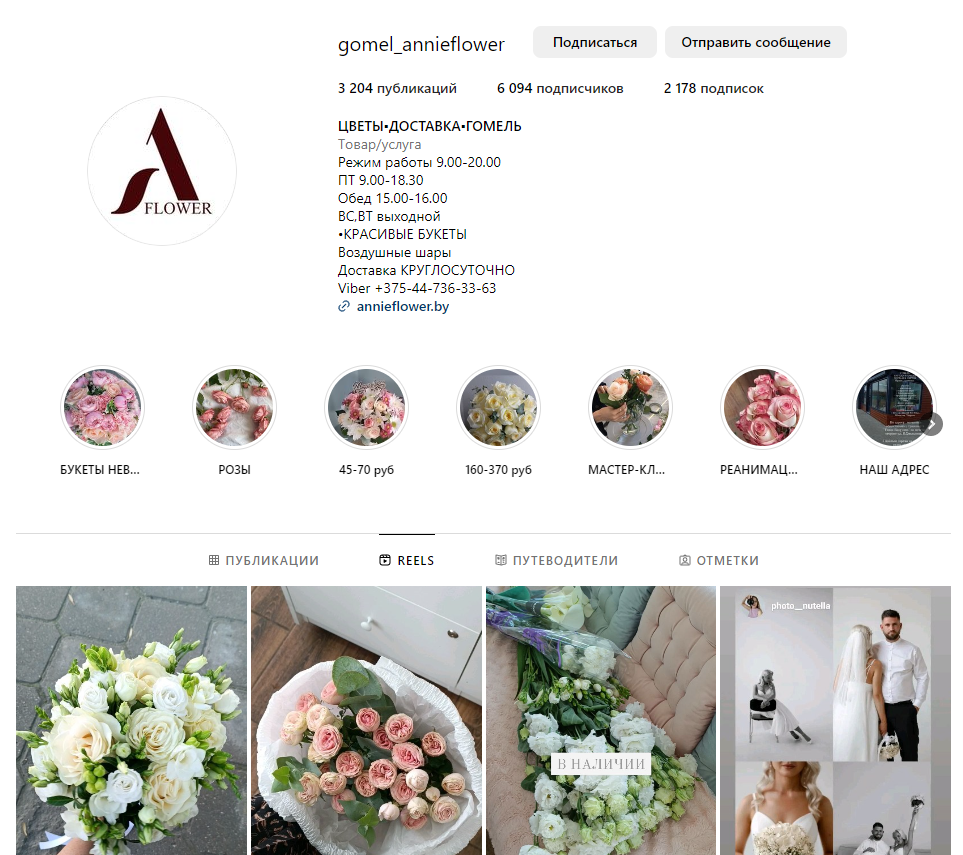 gomel_annieflower
Подписаться
Отправить сообщение
3 204 публикаций
6 094 подписчиков
2 178 подписок
ЦВЕТЫ•ДОСТАВКА•ГОМЕЛЬ
Товар/услуга
Режим работы 9.00-20.00
ПТ 9.00-18.30
Обед 15.00-16.00
ВС,ВТ выходной
•КРАСИВЫЕ БУКЕТЫ
Воздушные шары
Доставка КРУГЛОСУТОЧНО
Viber +375-44-736-33-63
annieflower.by
A
FLOWER
БУКЕТЫ НЕВ...
РОЗЫ
45-70 руб
160-370 руб
МАСТЕР-КЛ...
РЕАНИМАЦ...
НАШ АДРЕС
ПУБЛИКАЦИИ
REELS
ПУТЕВОДИТЕЛИ
ОТМЕТКИ
В НАЛИЧИИ
photo__nutella